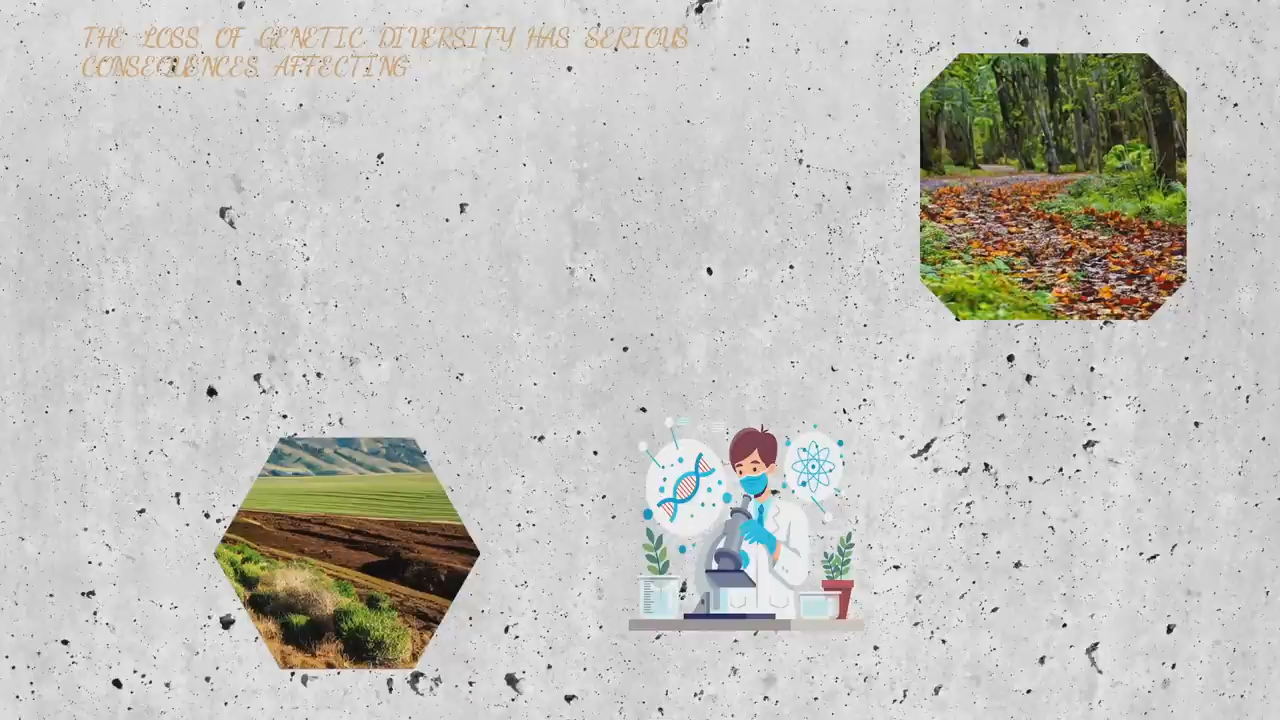 THE LOSS OF GENETIC DIVERSITY HAS SERIOUS
CONSEQUENCES AFFECTING